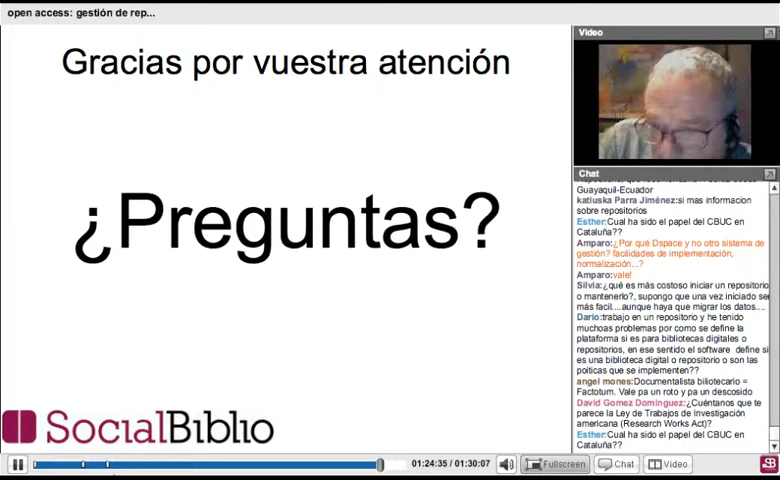 open access: gestión de rep...
Gracias por vuestra atención
¿Preguntas?
SocialBiblio
Video
Chat
Guayaquil-Ecuador
katiuska Parra Jiménez:si mas informacion
sobre repositorios
Esther:Cual ha sido el papel del CBUC en
Cataluña??
Amparo:¿Por qué Dspace y no otro sistema de
gestión? facilidades de implementación,
normalización...?
Amparo:vale!
Silvia:¿qué es más costoso iniciar un repositorio
o mantenerlo?, supongo que una vez iniciado se
más facil....aunque haya que migrar los datos....
Dario:trabajo en un repositorio y he tenido
muchoas problemas por como se define la
plataforma si es para bibliotecas digitales o
repositorios, en ese sentido el software define si
es una biblioteca digital o repositorio o son las
poiticas que se implementen??
angel mones:Documentalista biliotecario =
Factotum. Vale pa un roto y pa un descosido
David Gomez Dominguez:¿Cuéntanos que te
parece la Ley de Trabajos de Investigación
americana (Research Works Act)?
Esther:Cual ha sido el papel del CBUC en
Cataluña??
01:24:35 / 01:30:07
Fullscreen
Chat
Video
SB